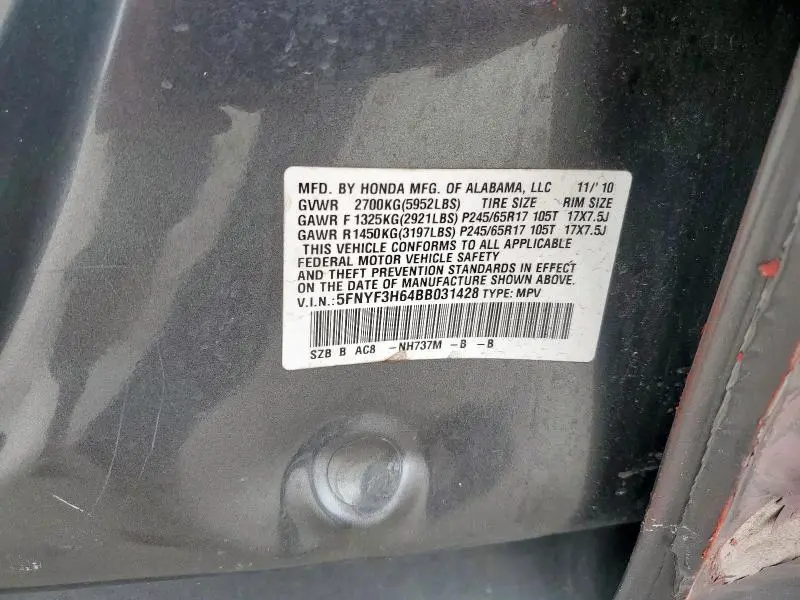 MFD. BY HONDA MFG. OF ALABAMA, LLC 11/'10
GVWR 2700KG(5952LBS) TIRE SIZE RIM SIZE
GAWR F 1325KG(2921LBS) P245/65R17 105T 17X7.5J
GAWR R1450KG(3197LBS) P245/65R17 105T 17X7.5J
THIS VEHICLE CONFORMS TO ALL APPLICABLE
FEDERAL MOTOR VEHICLE SAFETY
AND THEFT PREVENTION STANDARDS IN EFFECT
ON THE DATE OF MANUFACTURE SHOWN ABOVE.
V.I.N.: 5FNYF3H64BB031428 TYPE: MPV
SZB B AC8 -NH737M -B -B